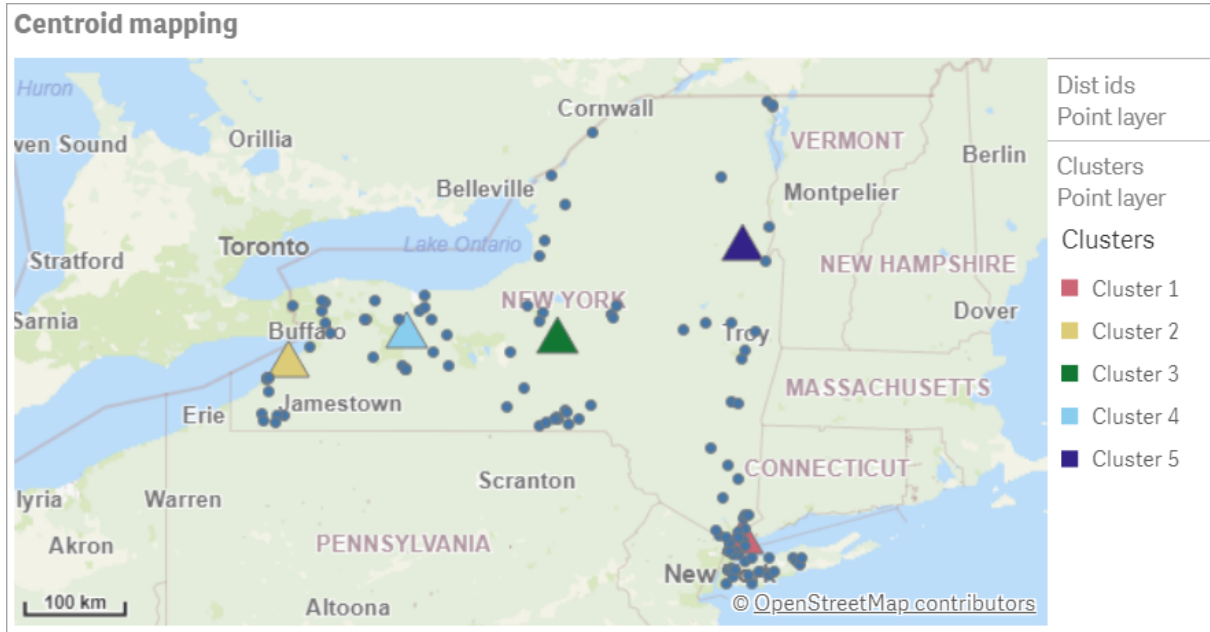 Centroid mapping
Huron
Cornwall
Dist ids
Point layer
wen Sound
Orillia
VERMONT
Berlin
Clusters
Point layer
Belleville
Montpelier
Toronto
Lake Ontario
Clusters
Stratford
NEW HAMPSHIRE
Cluster 1
NEW YORK
Sarnia
Buffalo
Troy
Dover
Cluster 2
Cluster 3
Erie
Jamestown
MASSACHUSETTS
Cluster 4
Cluster 5
Scranton
CONNECTICUT
lyria
Warren
Akron
PENNSYLVANIA
New York
100 km
Altoona
© OpenStreetMap contributors